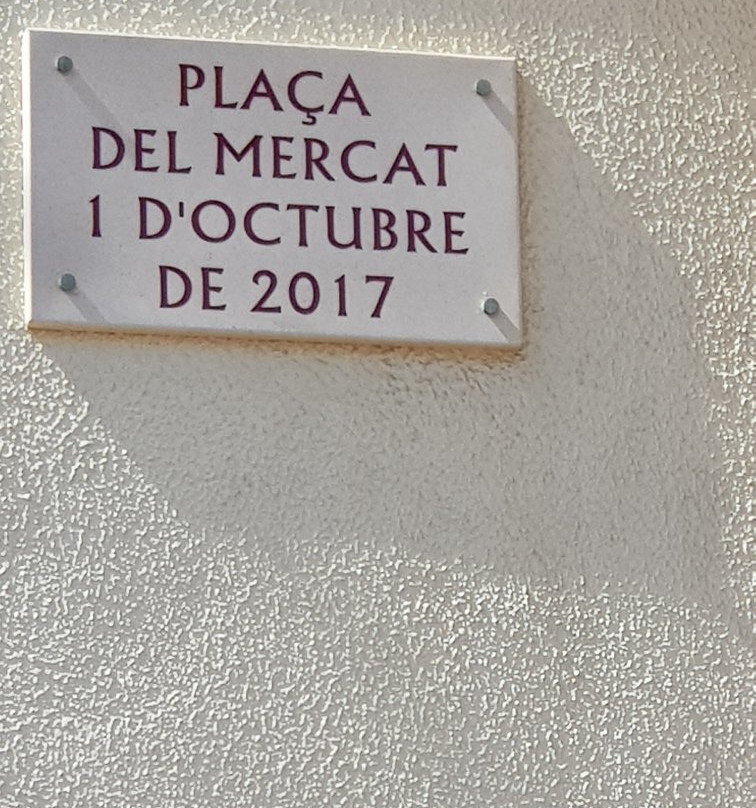 PLAÇA
DEL MERCAT
1 D'OCTUBRE
DE 2017